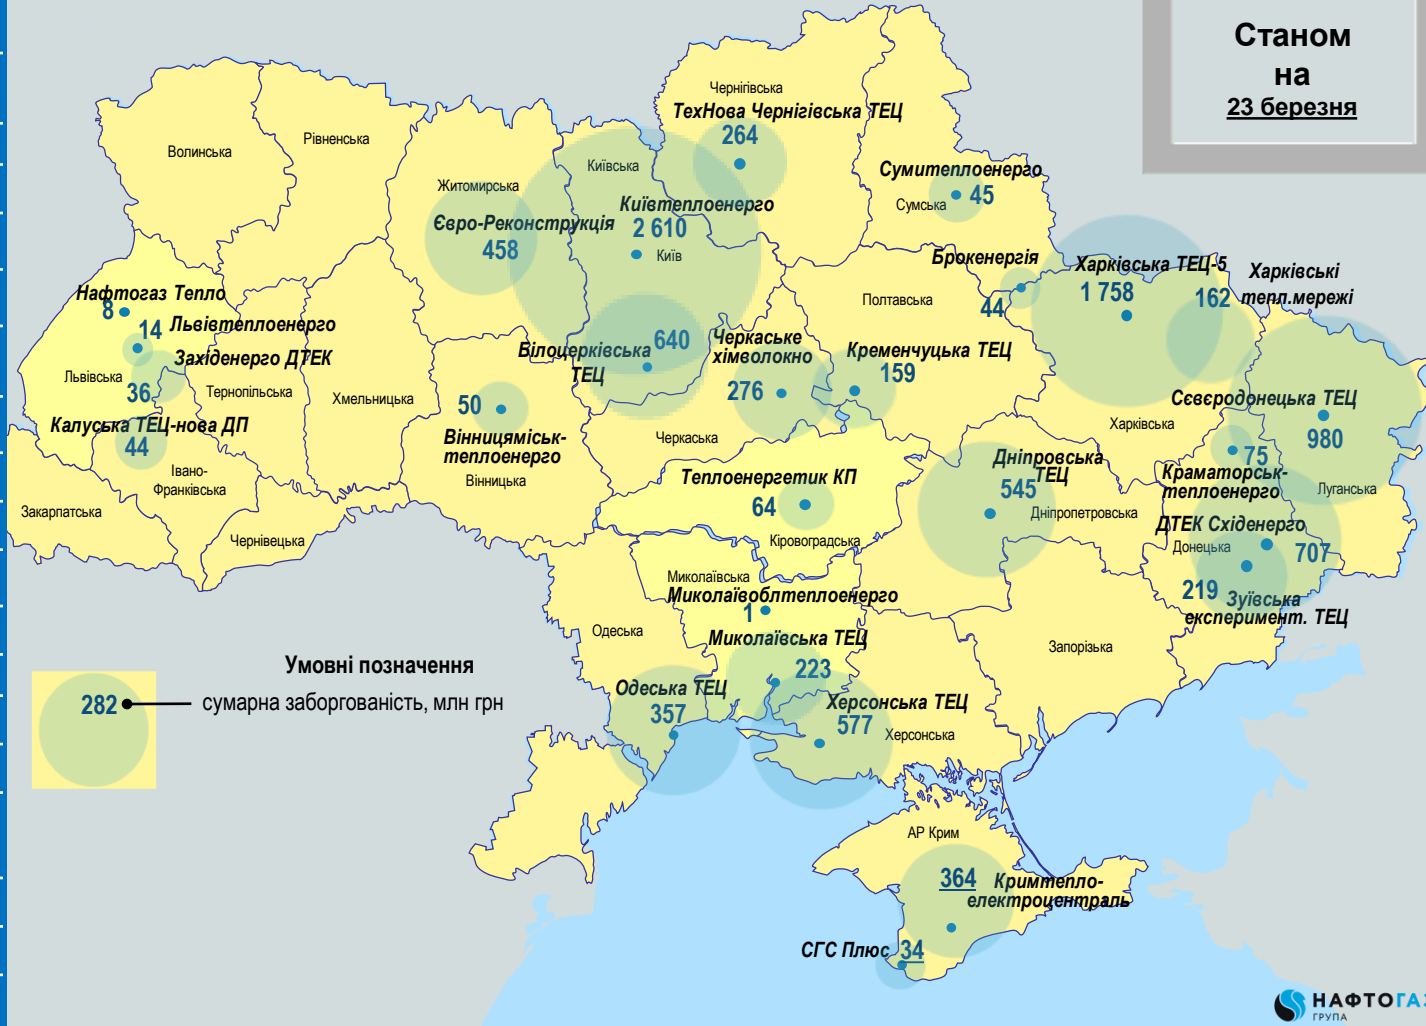 Станом
на
23 березня
Чернігівська
ТехНова Чернігівська ТЕЦ
264
Волинська
Рівненська
Київська
Житомирська
Сумитеплоенерго
45
Сумська
Київтеплоенерго
2 610
Київ
Євро-Реконструкція
458
Брокенергія
44
Харківська ТЕЦ-5
1 758
162
Харківські
тепл.мережі
Полтавська
Нафтогаз Тепло
8
14
Львівтеплоенерго
Західенерго ДТЕК
Львівська
36
Тернопільська
Хмельницька
Білоцерківська
ТЕЦ
640
Черкаське
хімволокно
276
Кременчуцька ТЕЦ
159
Калуська ТЕЦ-нова ДП
44
50
Вінницяміськ-
теплоенерго
Вінницька
Черкаська
Харківська
Сєвєродонецька ТЕЦ
980
75
Краматорськ-
теплоенерго
Луганська
Івано-
Франківська
Закарпатська
Чернівецька
Теплоенергетик КП
64
Кіровоградська
Дніпровська
ТЕЦ
545
Дніпропетровська
ДТЕК Східенерго
Донецька
707
219
Зуївська
експеримент. ТЕЦ
Миколаївська
Миколаївоблтеплоенерго
1
Одеська
Миколаївська ТЕЦ
223
Запорізька
Одеська ТЕЦ
357
Херсонська ТЕЦ
577
Херсонська
Умовні позначення
282
сумарна заборгованість, млн грн
АР Крим
364
Кримтепло-
електроцентраль
СГС Плюс
34
НАФТОГАЗ
ГРУПА